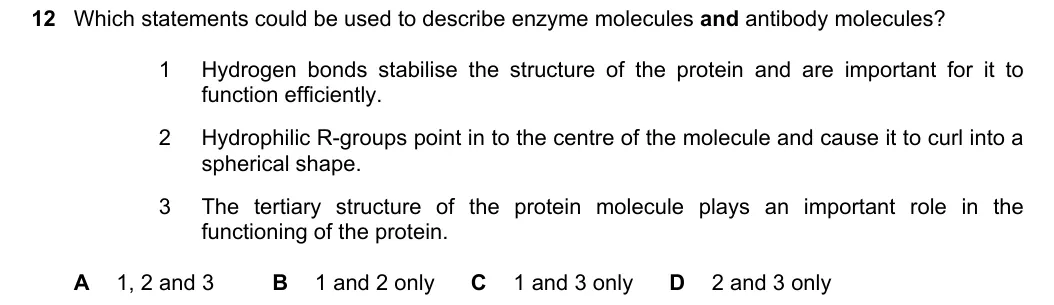 12 Which statements could be used to describe enzyme molecules and antibody molecules?
1 Hydrogen bonds stabilise the structure of the protein and are important for it to
function efficiently.
2 Hydrophilic R-groups point in to the centre of the molecule and cause it to curl into a
spherical shape.
3 The tertiary structure of the protein molecule plays an important role in the
functioning of the protein.
A 1, 2 and 3 B 1 and 2 only C 1 and 3 only D 2 and 3 only